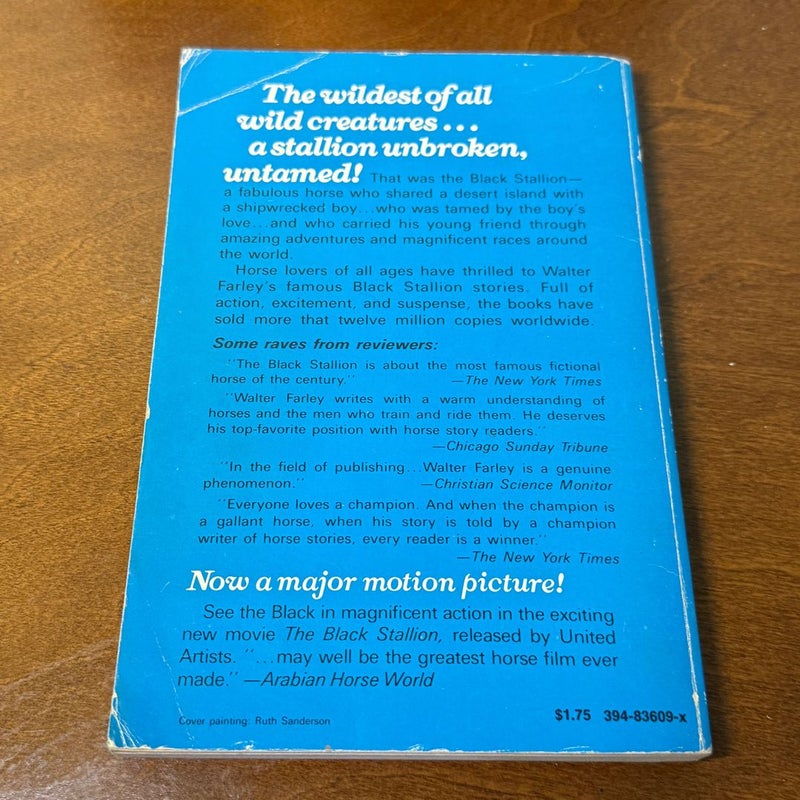 The wildest of all
wild creatures...
a stallion unbroken,
untamed! That was the Black Stallion—
a fabulous horse who shared a desert island with
a shipwrecked boy...who was tamed by the boy's
love...and who carried his young friend through
amazing adventures and magnificent races around
the world.
Horse lovers of all ages have thrilled to Walter
Farley's famous Black Stallion stories. Full of
action, excitement, and suspense, the books have
sold more that twelve million copies worldwide.
Some raves from reviewers:
"The Black Stallion is about the most famous fictional
horse of the century." —The New York Times
"Walter Farley writes with a warm understanding of
horses and the men who train and ride them. He deserves
his top-favorite position with horse story readers."
—Chicago Sunday Tribune
"In the field of publishing...Walter Farley is a genuine
phenomenon." —Christian Science Monitor
"Everyone loves a champion. And when the champion is
a gallant horse, when his story is told by a champion
writer of horse stories, every reader is a winner."
—The New York Times
Now a major motion picture!
See the Black in magnificent action in the exciting
new movie The Black Stallion, released by United
Artists. "...may well be the greatest horse film ever
made." —Arabian Horse World
Cover painting: Ruth Sanderson
$1.75 394-83609-x